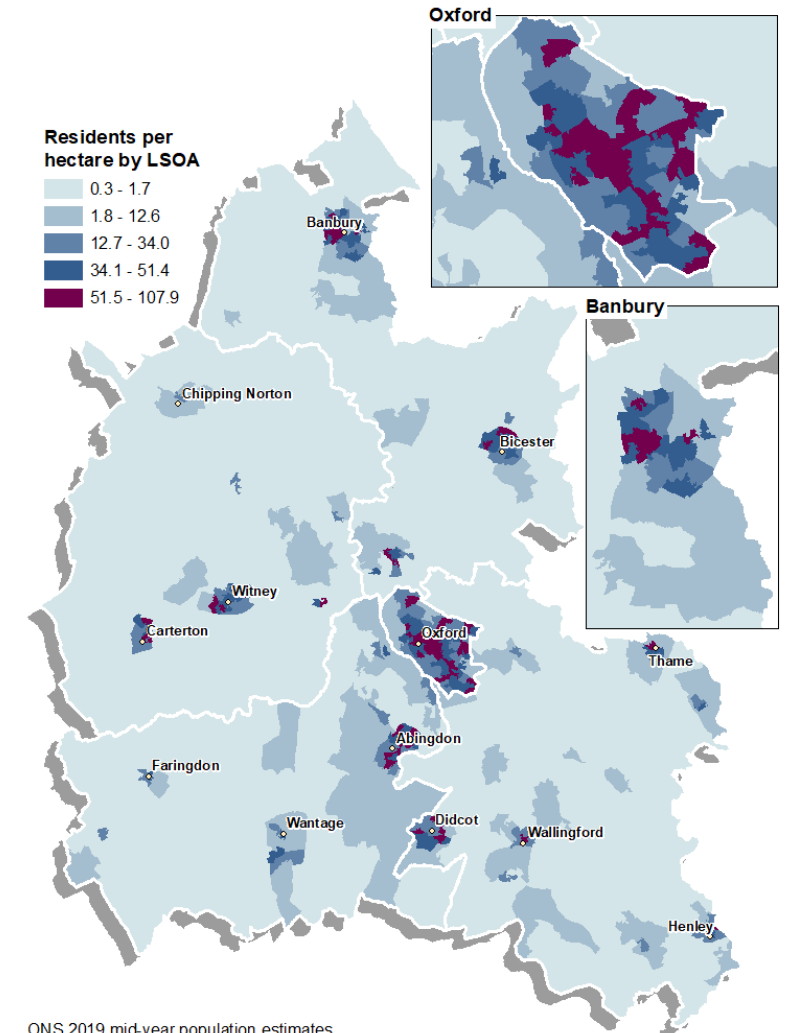 Oxford
Residents per
hectare by LSOA
0.3 - 1.7
1.8 - 12.6
12.7 - 34.0
34.1 - 51.4
51.5 - 107.9
Banbury
Banbury
Chipping Norton
Bicester
Witney
Carterton
Oxford
Thame
Abingdon
Faringdon
Wantage
Didcot
Wallingford
Henley
ONS 2019 mid-year population estimates